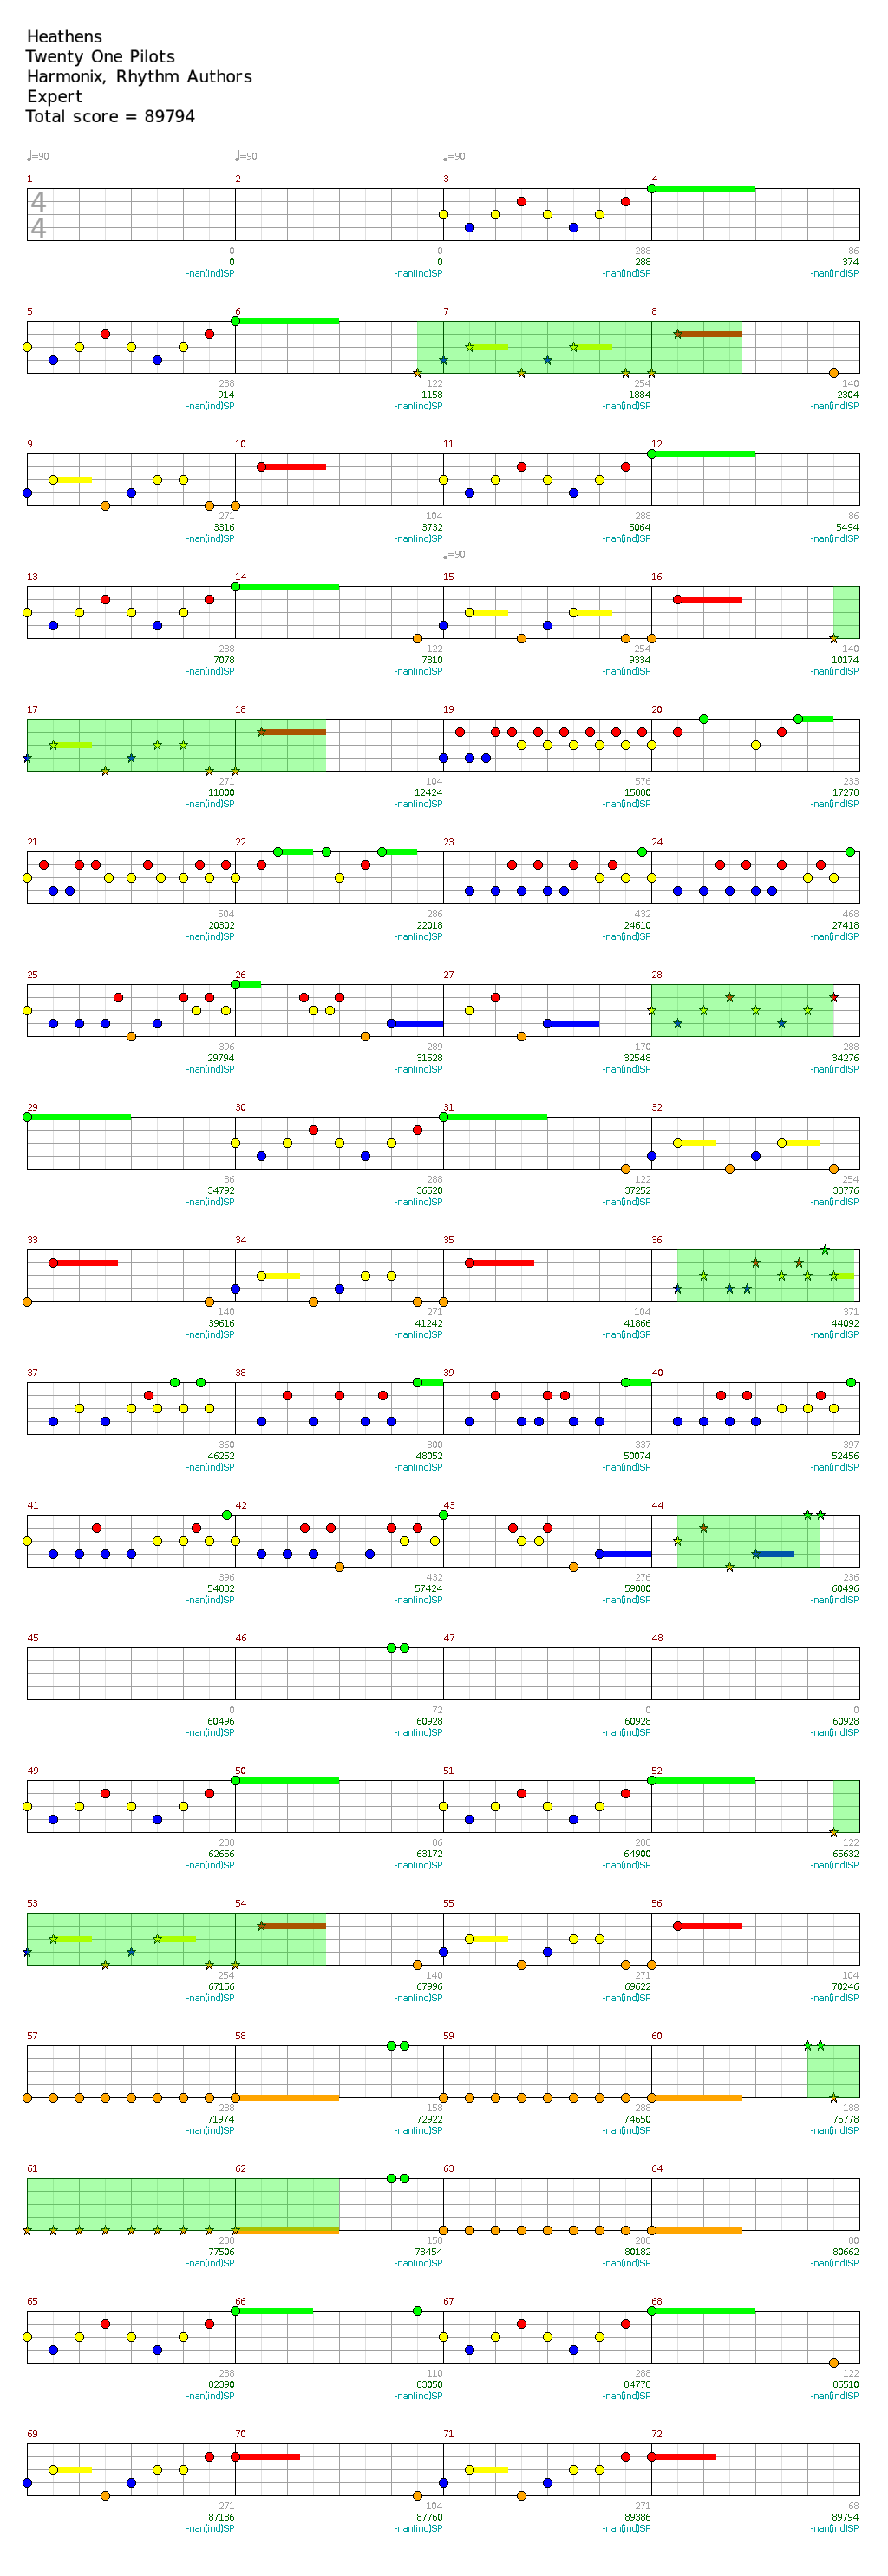 Heathens
Twenty One Pilots
Harmonix, Rhythm Authors
Expert
Total score = 89794
♩=90 ♩=90 ♩=90
1 2 3 4
4
4
0 0 288 86
0 0 288 374
-nan(ind)SP -nan(ind)SP -nan(ind)SP -nan(ind)SP
5 6 7 8
288 122 254 140
914 1158 1884 2304
-nan(ind)SP -nan(ind)SP -nan(ind)SP -nan(ind)SP
9 10 11 12
271 104 288 86
3316 3732 5064 5494
-nan(ind)SP -nan(ind)SP -nan(ind)SP -nan(ind)SP
♩=90
13 14 15 16
288 122 254 140
7078 7810 9334 10174
-nan(ind)SP -nan(ind)SP -nan(ind)SP -nan(ind)SP
17 18 19 20
271 104 576 233
11800 12424 15880 17278
-nan(ind)SP -nan(ind)SP -nan(ind)SP -nan(ind)SP
21 22 23 24
504 286 432 468
20302 22018 24610 27418
-nan(ind)SP -nan(ind)SP -nan(ind)SP -nan(ind)SP
25 26 27 28
396 289 170 288
29794 31528 32548 34276
-nan(ind)SP -nan(ind)SP -nan(ind)SP -nan(ind)SP
29 30 31 32
86 288 122 254
34792 36520 37252 38776
-nan(ind)SP -nan(ind)SP -nan(ind)SP -nan(ind)SP
33 34 35 36
140 271 104 371
39616 41242 41866 44092
-nan(ind)SP -nan(ind)SP -nan(ind)SP -nan(ind)SP
37 38 39 40
360 300 337 397
46252 48052 50074 52456
-nan(ind)SP -nan(ind)SP -nan(ind)SP -nan(ind)SP
41 42 43 44
396 432 276 236
54832 57424 59080 60496
-nan(ind)SP -nan(ind)SP -nan(ind)SP -nan(ind)SP
45 46 47 48
0 72 0 0
60496 60928 60928 60928
-nan(ind)SP -nan(ind)SP -nan(ind)SP -nan(ind)SP
49 50 51 52
288 86 288 122
62656 63172 64900 65632
-nan(ind)SP -nan(ind)SP -nan(ind)SP -nan(ind)SP
53 54 55 56
254 140 271 104
67156 67996 69622 70246
-nan(ind)SP -nan(ind)SP -nan(ind)SP -nan(ind)SP
57 58 59 60
288 158 288 188
71974 72922 74650 75778
-nan(ind)SP -nan(ind)SP -nan(ind)SP -nan(ind)SP
61 62 63 64
288 158 288 80
77506 78454 80182 80662
-nan(ind)SP -nan(ind)SP -nan(ind)SP -nan(ind)SP
65 66 67 68
288 110 288 122
82390 83050 84778 85510
-nan(ind)SP -nan(ind)SP -nan(ind)SP -nan(ind)SP
69 70 71 72
271 104 271 68
87136 87760 89386 89794
-nan(ind)SP -nan(ind)SP -nan(ind)SP -nan(ind)SP